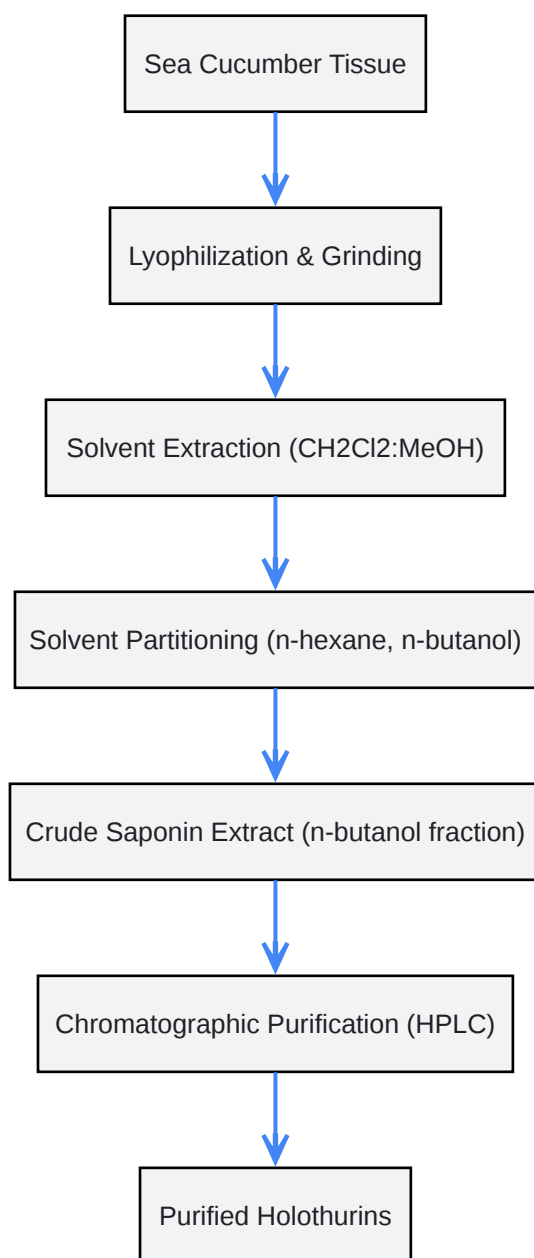 Sea Cucumber Tissue
Lyophilization & Grinding
Solvent Extraction (CH2Cl2:MeOH)
Solvent Partitioning (n-hexane, n-butanol)
Crude Saponin Extract (n-butanol fraction)
Chromatographic Purification (HPLC)
Purified Holothurins